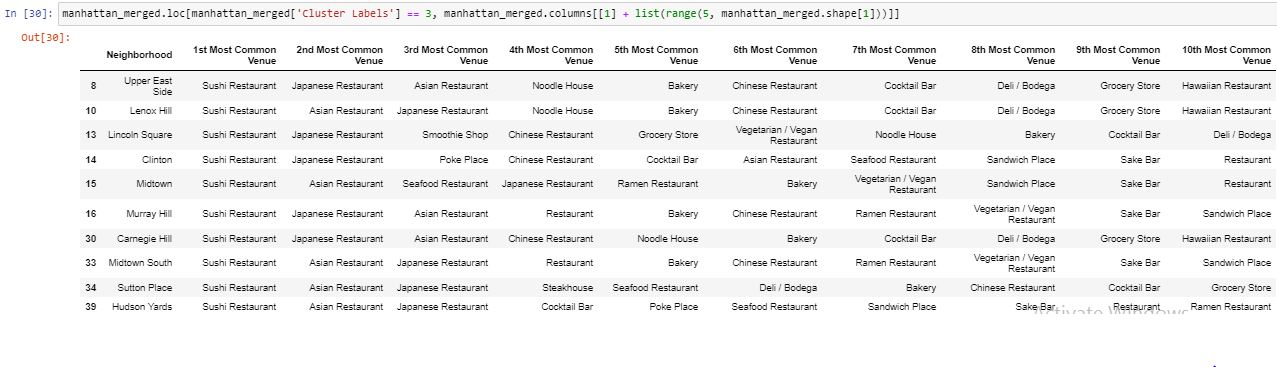 In [30]: manhattan_merged.loc[manhattan_merged['Cluster Labels'] == 3, manhattan_merged.columns[[1] + list(range(5, manhattan_merged.shape[1]))]]
Out[30]:
Neighborhood 1st Most Common Venue 2nd Most Common Venue 3rd Most Common Venue 4th Most Common Venue 5th Most Common Venue 6th Most Common Venue 7th Most Common Venue 8th Most Common Venue 9th Most Common Venue 10th Most Common Venue
8 Upper East Side Sushi Restaurant Japanese Restaurant Asian Restaurant Noodle House Bakery Chinese Restaurant Cocktail Bar Deli / Bodega Grocery Store Hawaiian Restaurant
10 Lenox Hill Sushi Restaurant Asian Restaurant Japanese Restaurant Noodle House Bakery Chinese Restaurant Cocktail Bar Deli / Bodega Grocery Store Hawaiian Restaurant
13 Lincoln Square Sushi Restaurant Japanese Restaurant Smoothie Shop Chinese Restaurant Grocery Store Vegetarian / Vegan Restaurant Noodle House Bakery Cocktail Bar Deli / Bodega
14 Clinton Sushi Restaurant Japanese Restaurant Poke Place Chinese Restaurant Cocktail Bar Asian Restaurant Seafood Restaurant Sandwich Place Sake Bar Restaurant
15 Midtown Sushi Restaurant Asian Restaurant Seafood Restaurant Japanese Restaurant Ramen Restaurant Bakery Vegetarian / Vegan Restaurant Sandwich Place Sake Bar Restaurant
16 Murray Hill Sushi Restaurant Japanese Restaurant Asian Restaurant Restaurant Bakery Chinese Restaurant Ramen Restaurant Vegetarian / Vegan Restaurant Sake Bar Sandwich Place
30 Carnegie Hill Sushi Restaurant Japanese Restaurant Asian Restaurant Chinese Restaurant Noodle House Bakery Cocktail Bar Deli / Bodega Grocery Store Hawaiian Restaurant
33 Midtown South Sushi Restaurant Asian Restaurant Japanese Restaurant Restaurant Bakery Chinese Restaurant Ramen Restaurant Vegetarian / Vegan Restaurant Sake Bar Sandwich Place
34 Sutton Place Sushi Restaurant Asian Restaurant Japanese Restaurant Steakhouse Seafood Restaurant Deli / Bodega Bakery Chinese Restaurant Cocktail Bar Grocery Store
39 Hudson Yards Sushi Restaurant Asian Restaurant Japanese Restaurant Cocktail Bar Poke Place Seafood Restaurant Sandwich Place Sake Bar Restaurant Ramen Restaurant
Activate Windows